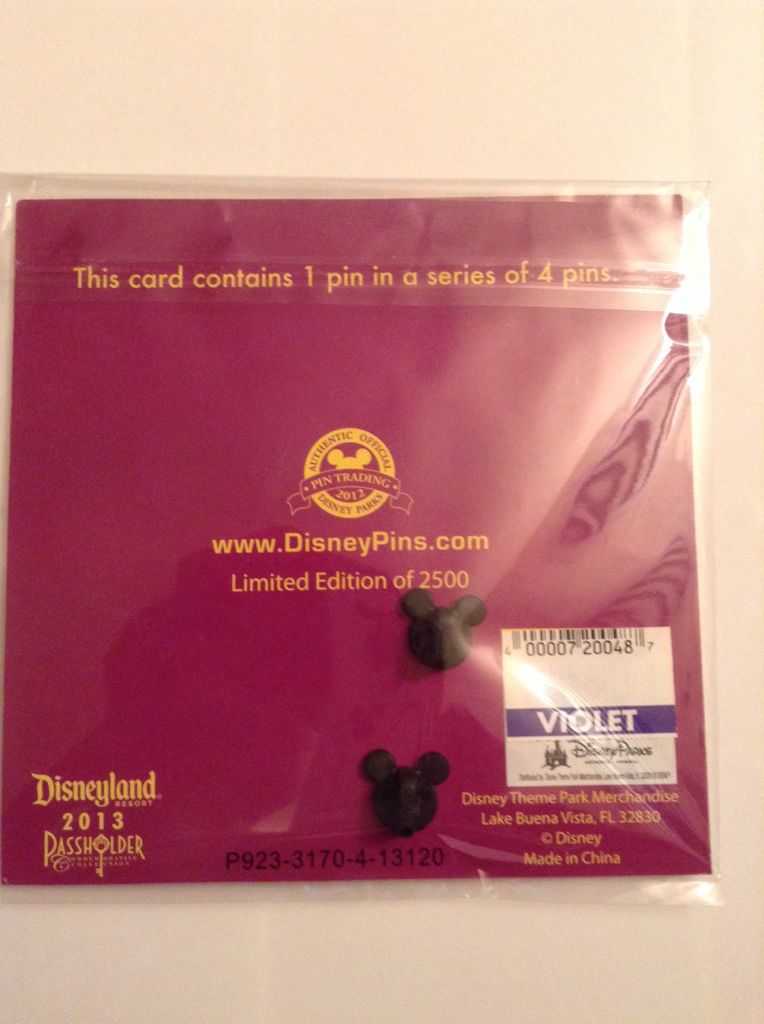 This card contains 1 pin in a series of 4 pins.
AUTHENTIC OFFICIAL
• PIN TRADING •
2012
DISNEY PARKS
www.DisneyPins.com
Limited Edition of 2500
4 00007 20048 7
VIOLET
Disney Parks
Disneyland
RESORT
2013
PASSHOLDER
COMMEMORATIVE
COLLECTION
P923-3170-4-13120
Disney Theme Park Merchandise
Lake Buena Vista, FL 32830
© Disney
Made in China